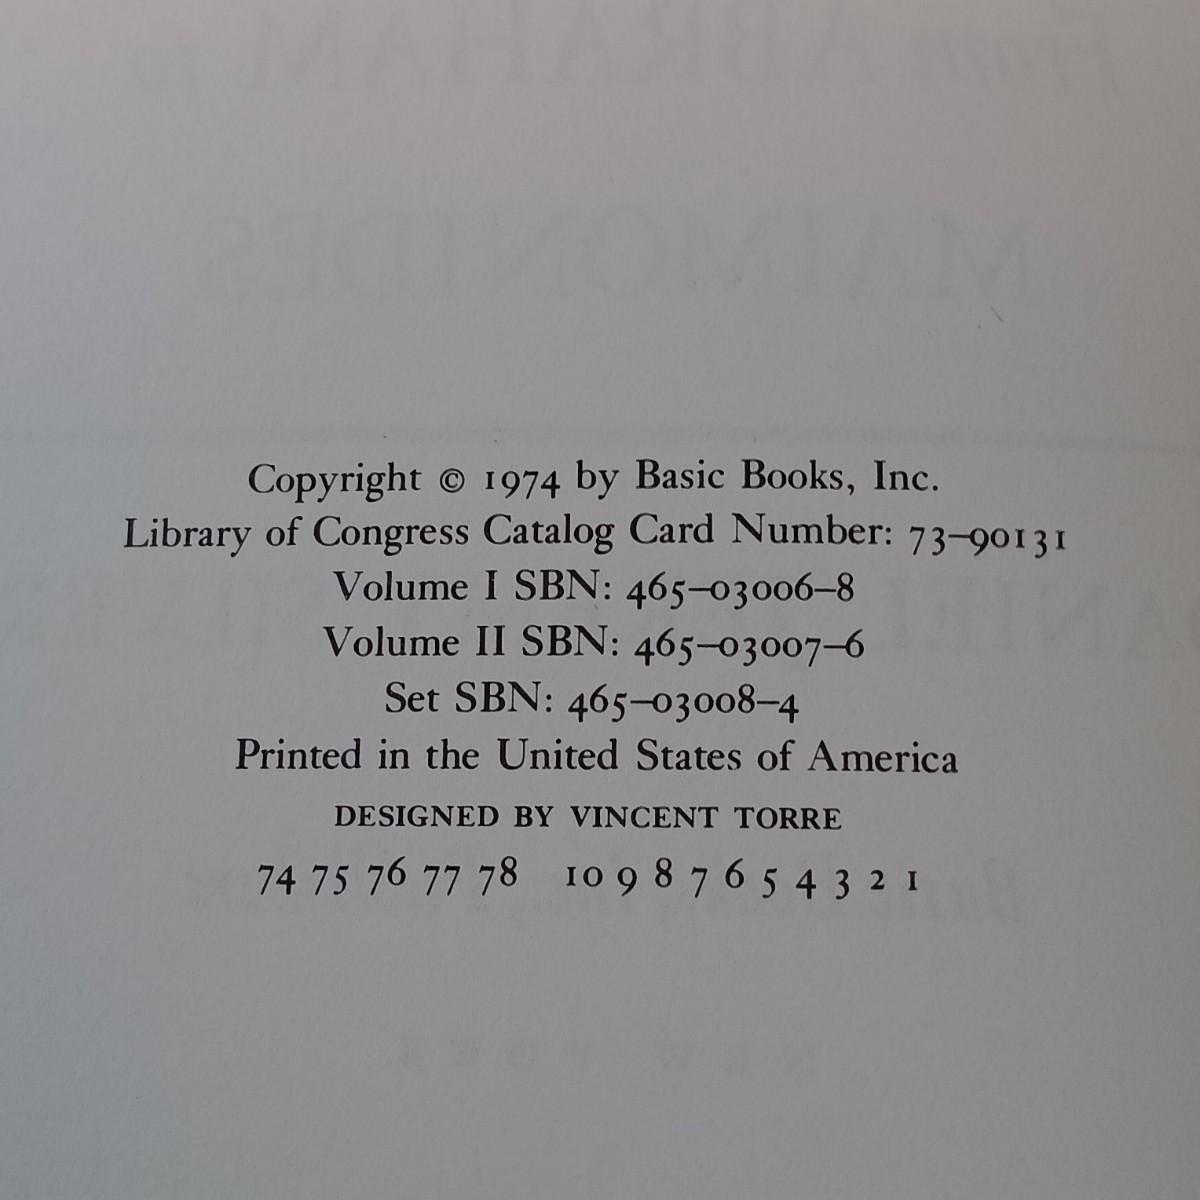 Copyright © 1974 by Basic Books, Inc.
Library of Congress Catalog Card Number: 73–90131
Volume I SBN: 465–03006–8
Volume II SBN: 465–03007–6
Set SBN: 465–03008–4
Printed in the United States of America
DESIGNED BY VINCENT TORRE
74 75 76 77 78 10 9 8 7 6 5 4 3 2 1